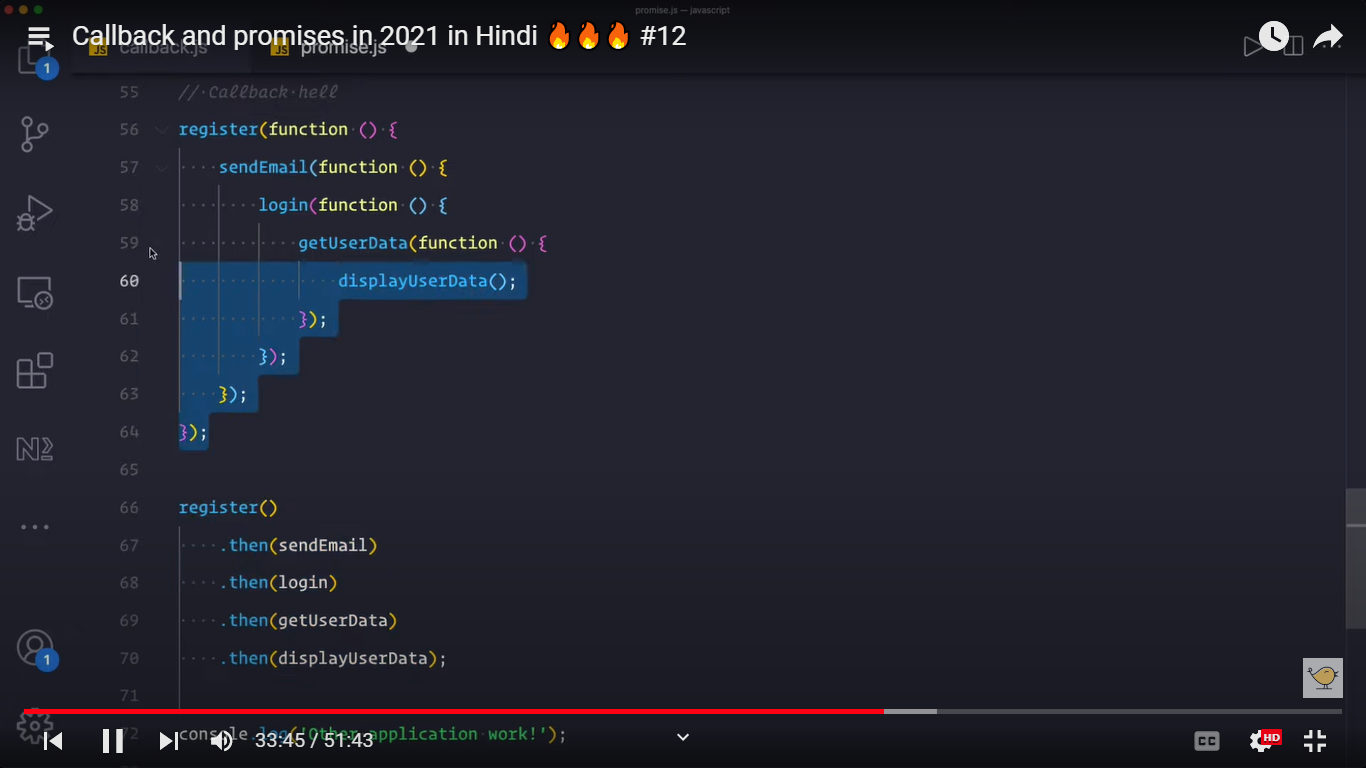 promise.js — javascript
Callback and promises in 2021 in Hindi 🔥🔥🔥 #12
JS callback.js JS promise.js
1
55 // Callback hell
56 register(function () {
57 sendEmail(function () {
58 login(function () {
59 getUserData(function () {
60 displayUserData();
61 });
62 });
63 });
64 });
65
66 register()
67 .then(sendEmail)
68 .then(login)
69 .then(getUserData)
70 .then(displayUserData);
71
72 console.log('Other application work!');
1
33:45 / 51:43
CC
HD